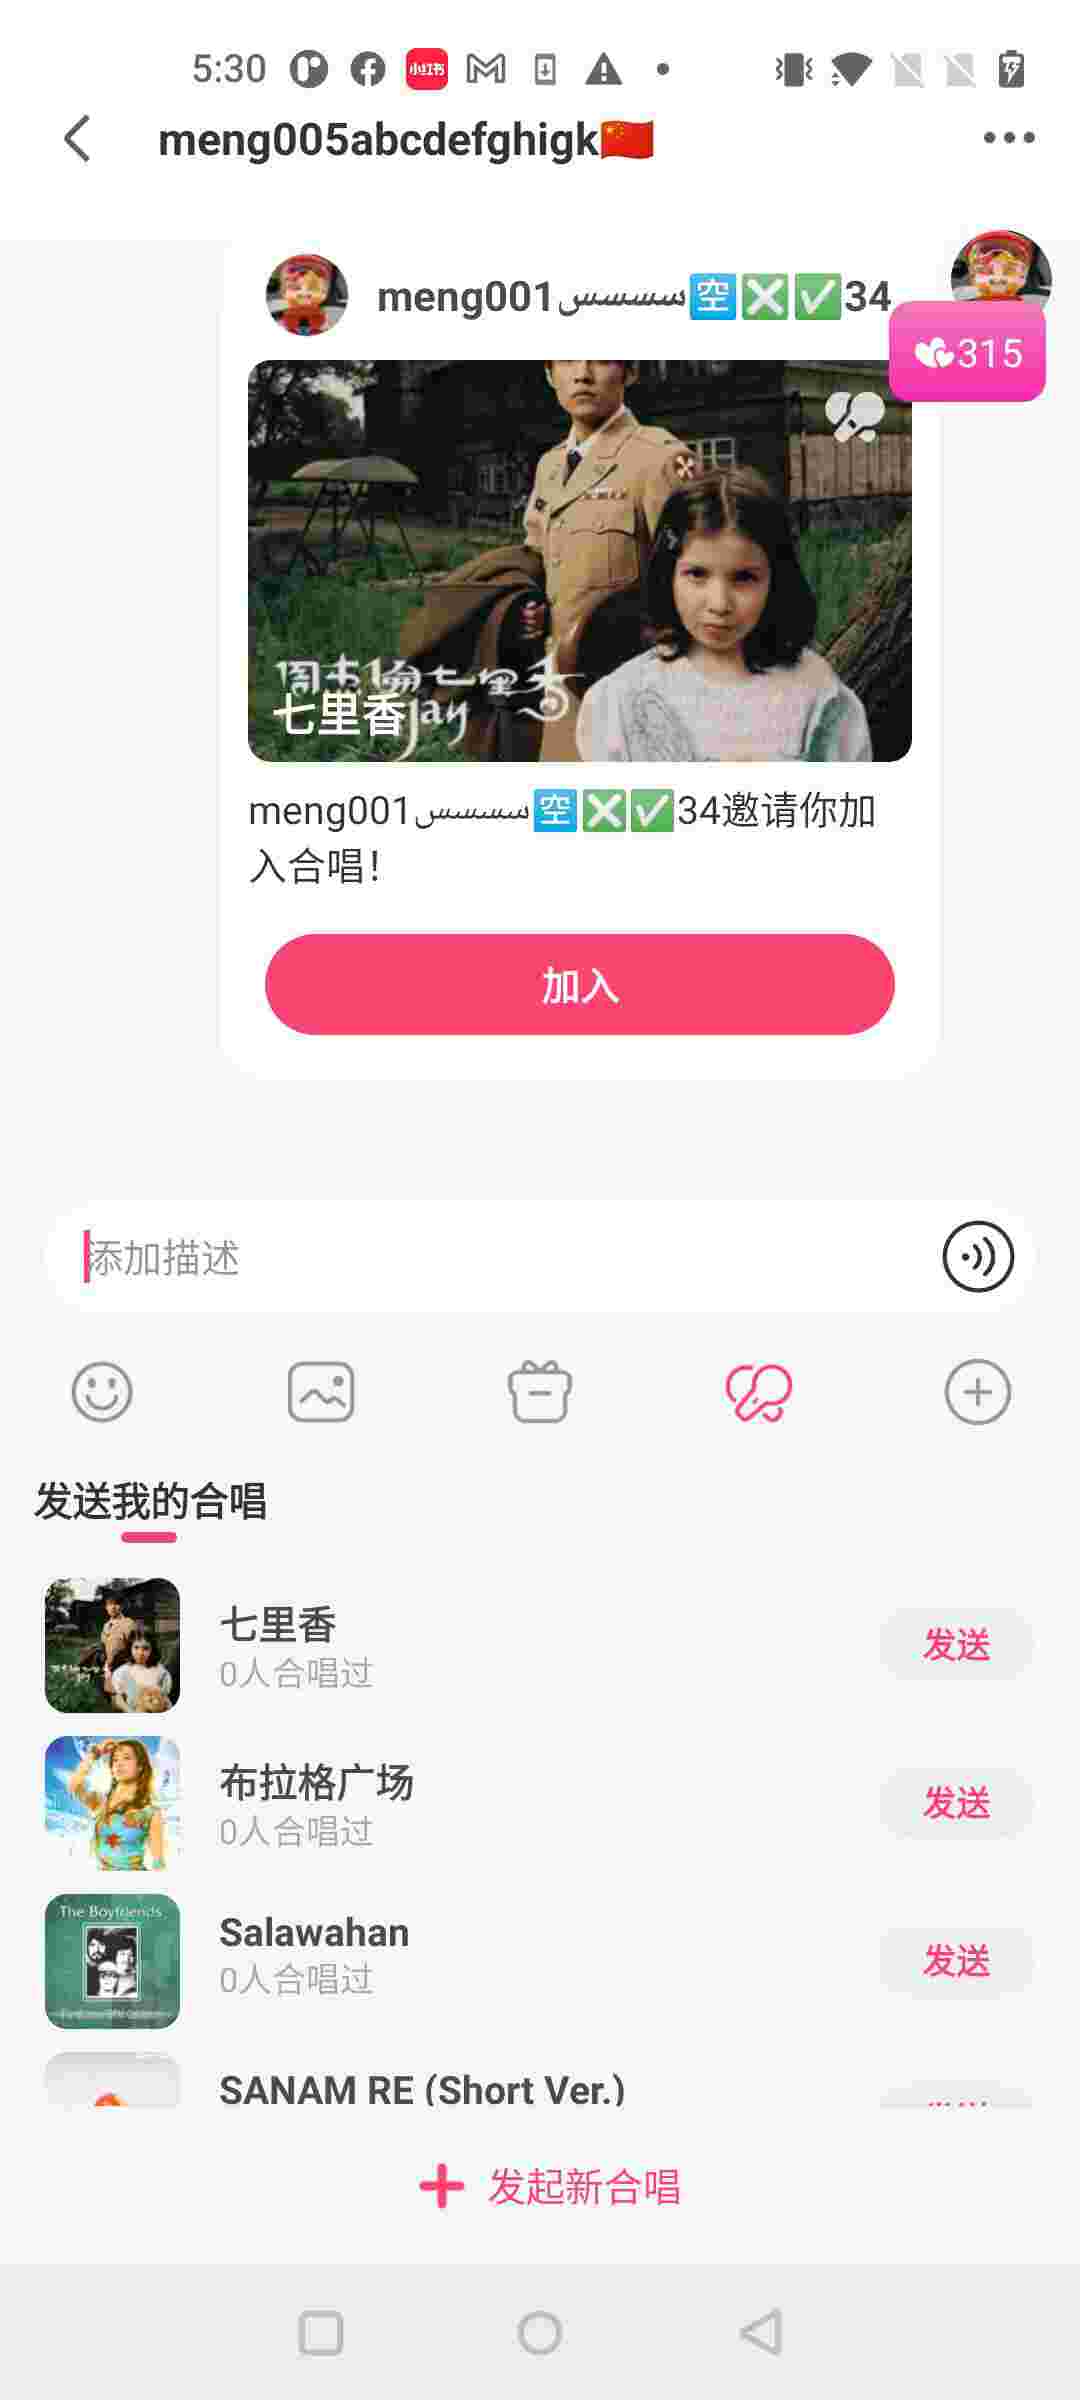 5:30
小红书
meng005abcdefghigk🇨🇳
meng001سسسس🈳❎✅34
315
周杰倫七里香
Jay
七里香
meng001سسسس🈳❎✅34邀请你加
入合唱！
加入
添加描述
发送我的合唱
七里香
0人合唱过
发送
布拉格广场
0人合唱过
发送
The Boyfriends
Salawahan
0人合唱过
发送
SANAM RE (Short Ver.)
发起新合唱